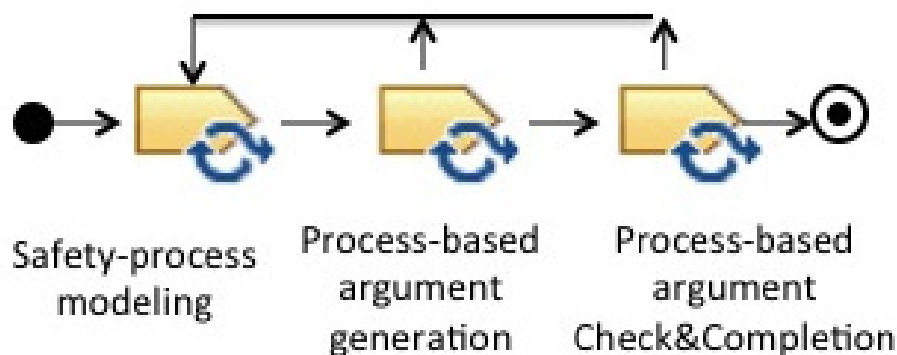 Safety-process
modeling
Process-based
argument
generation
Process-based
argument
Check&Completion